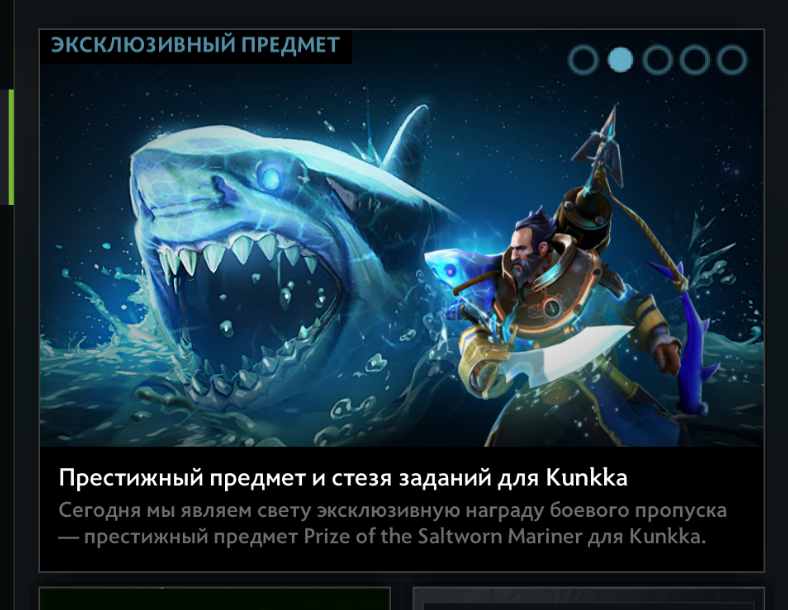 ЭКСКЛЮЗИВНЫЙ ПРЕДМЕТ
Престижный предмет и стезя заданий для Kunkka
Сегодня мы являем свету эксклюзивную награду боевого пропуска
— престижный предмет Prize of the Saltworn Mariner для Kunkka.